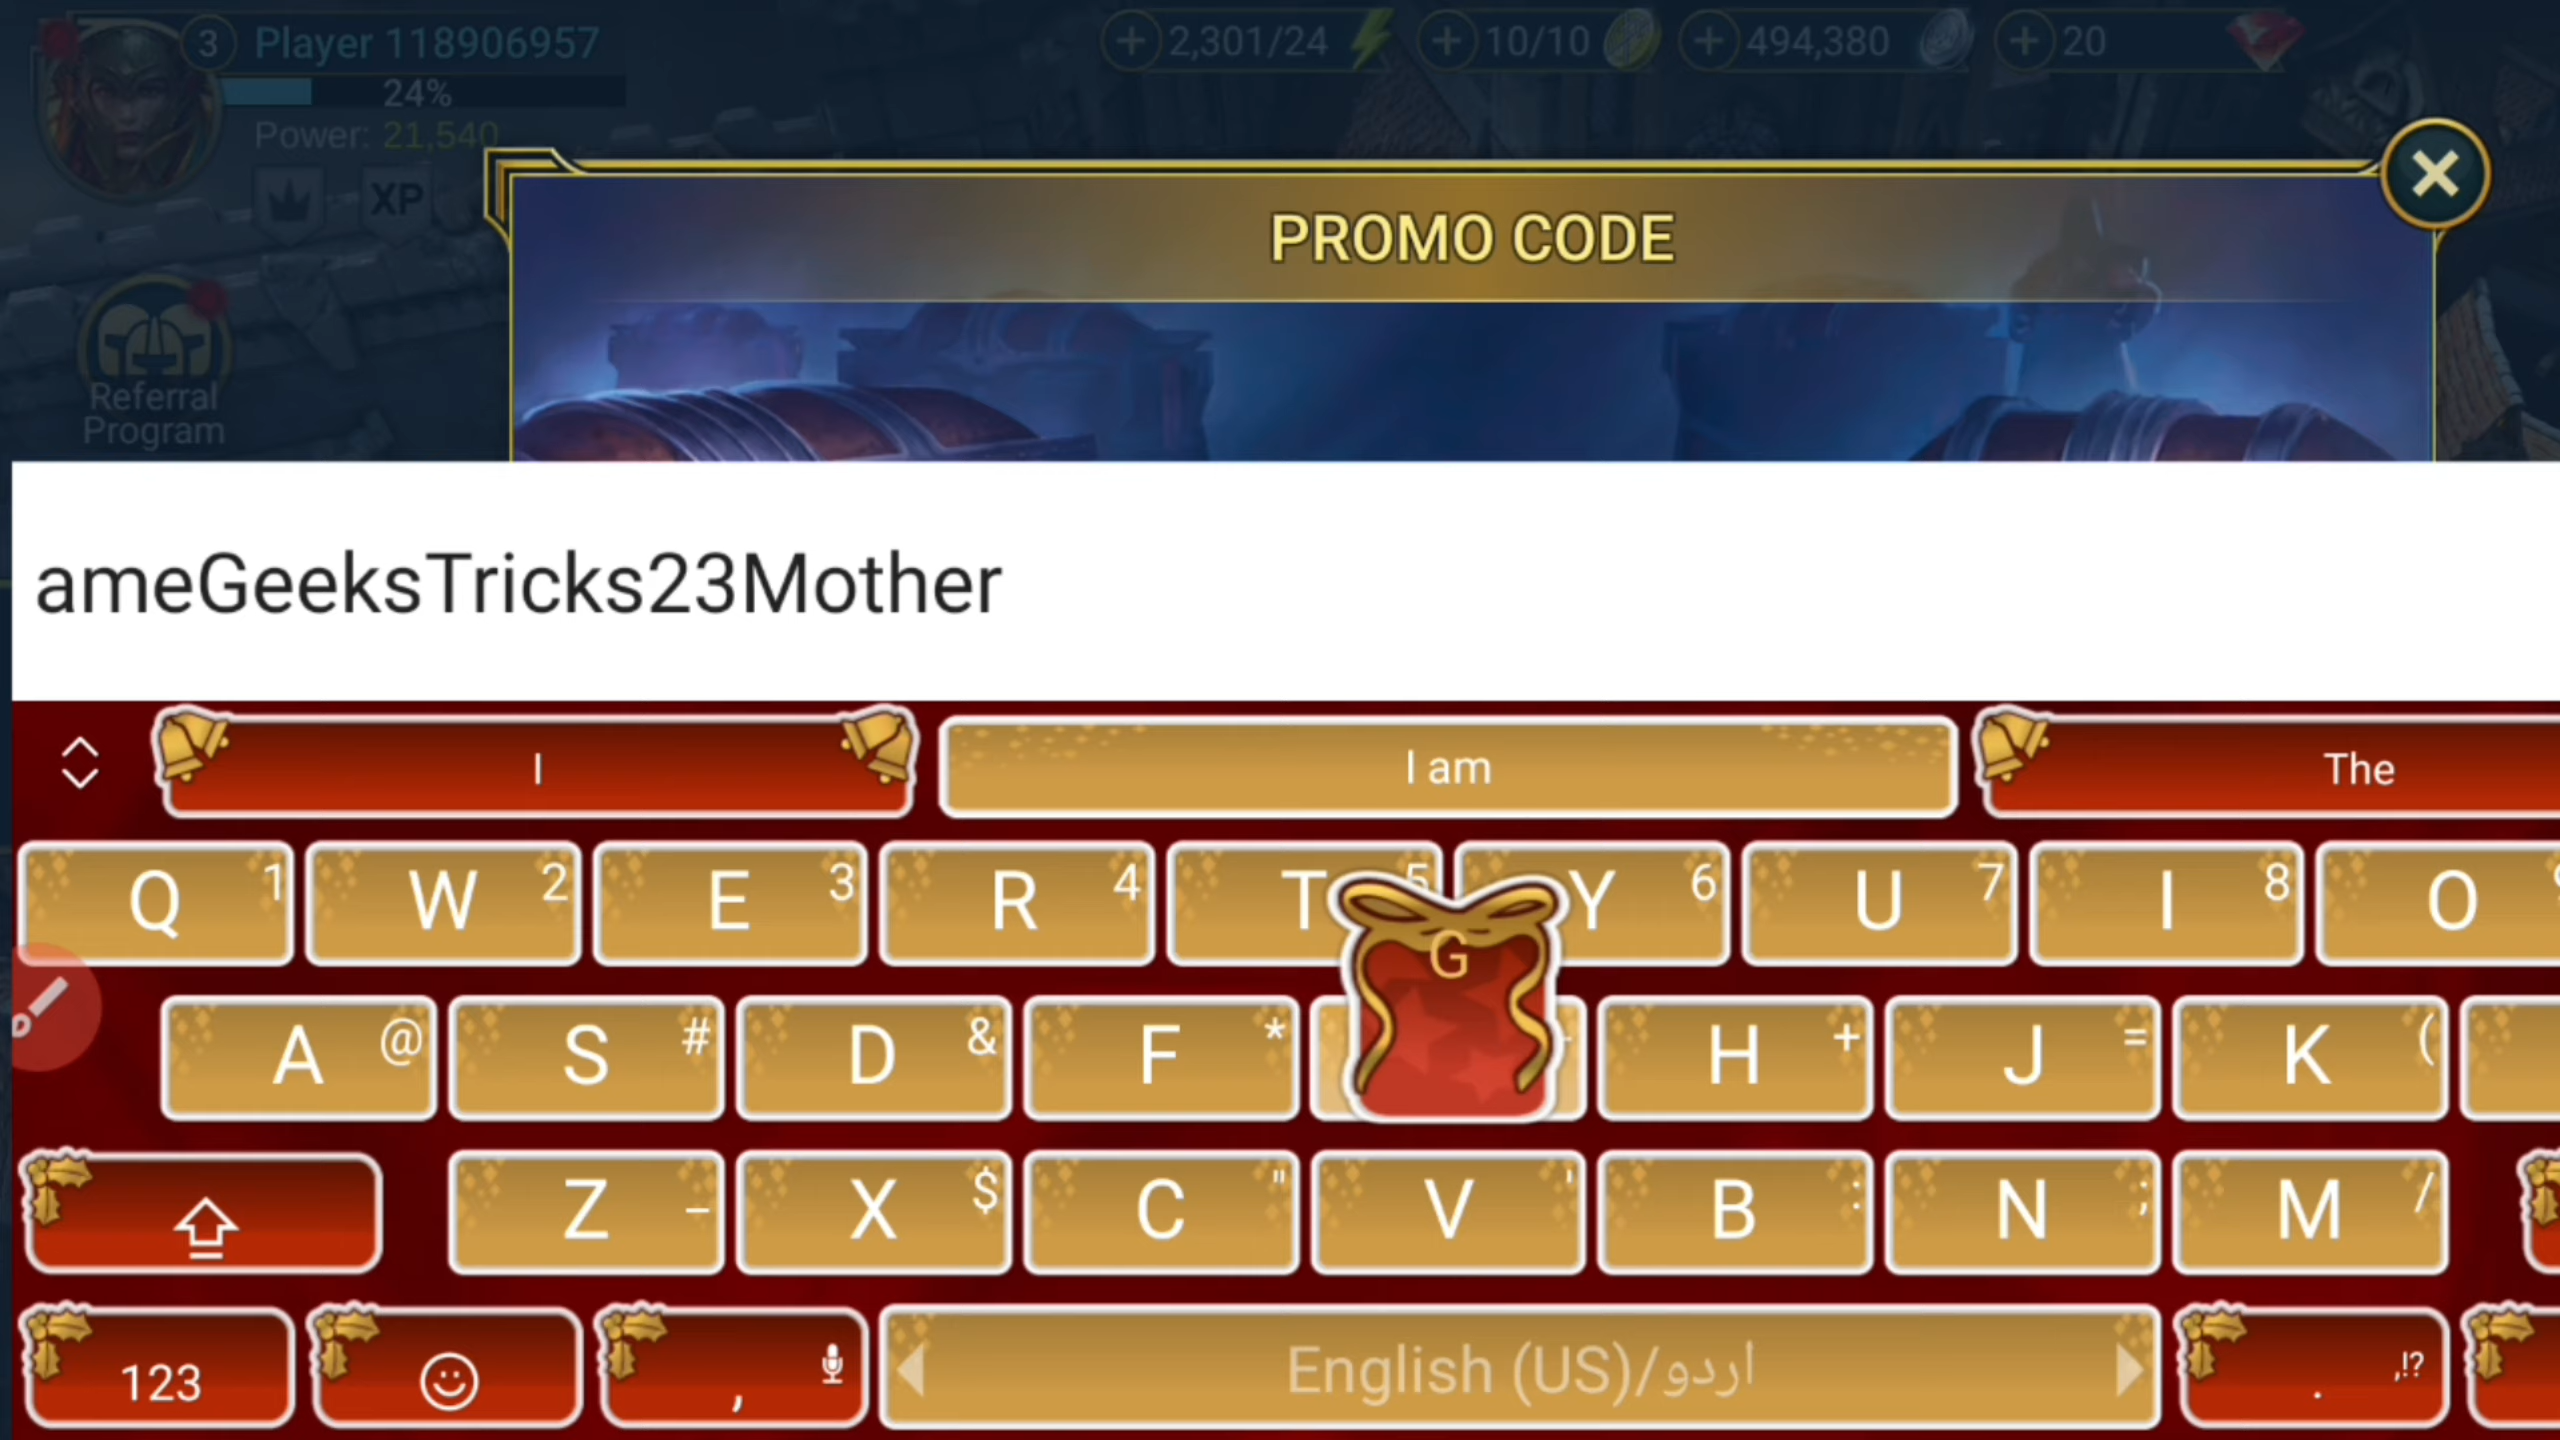 3 Player 118906957
2,301/24 10/10 494,380 20
24%
Power: 21,540
XP
PROMO CODE
Referral
Program
ameGeeksTricks23Mother
I I am The
Q 1 W 2 E 3 R 4 T 5 Y 6 U 7 I 8 O
A @ S # D & F * G H + J = K (
Z _ X $ C " V ' B : N ; M /
123 , English (US)/اردو . ,!?